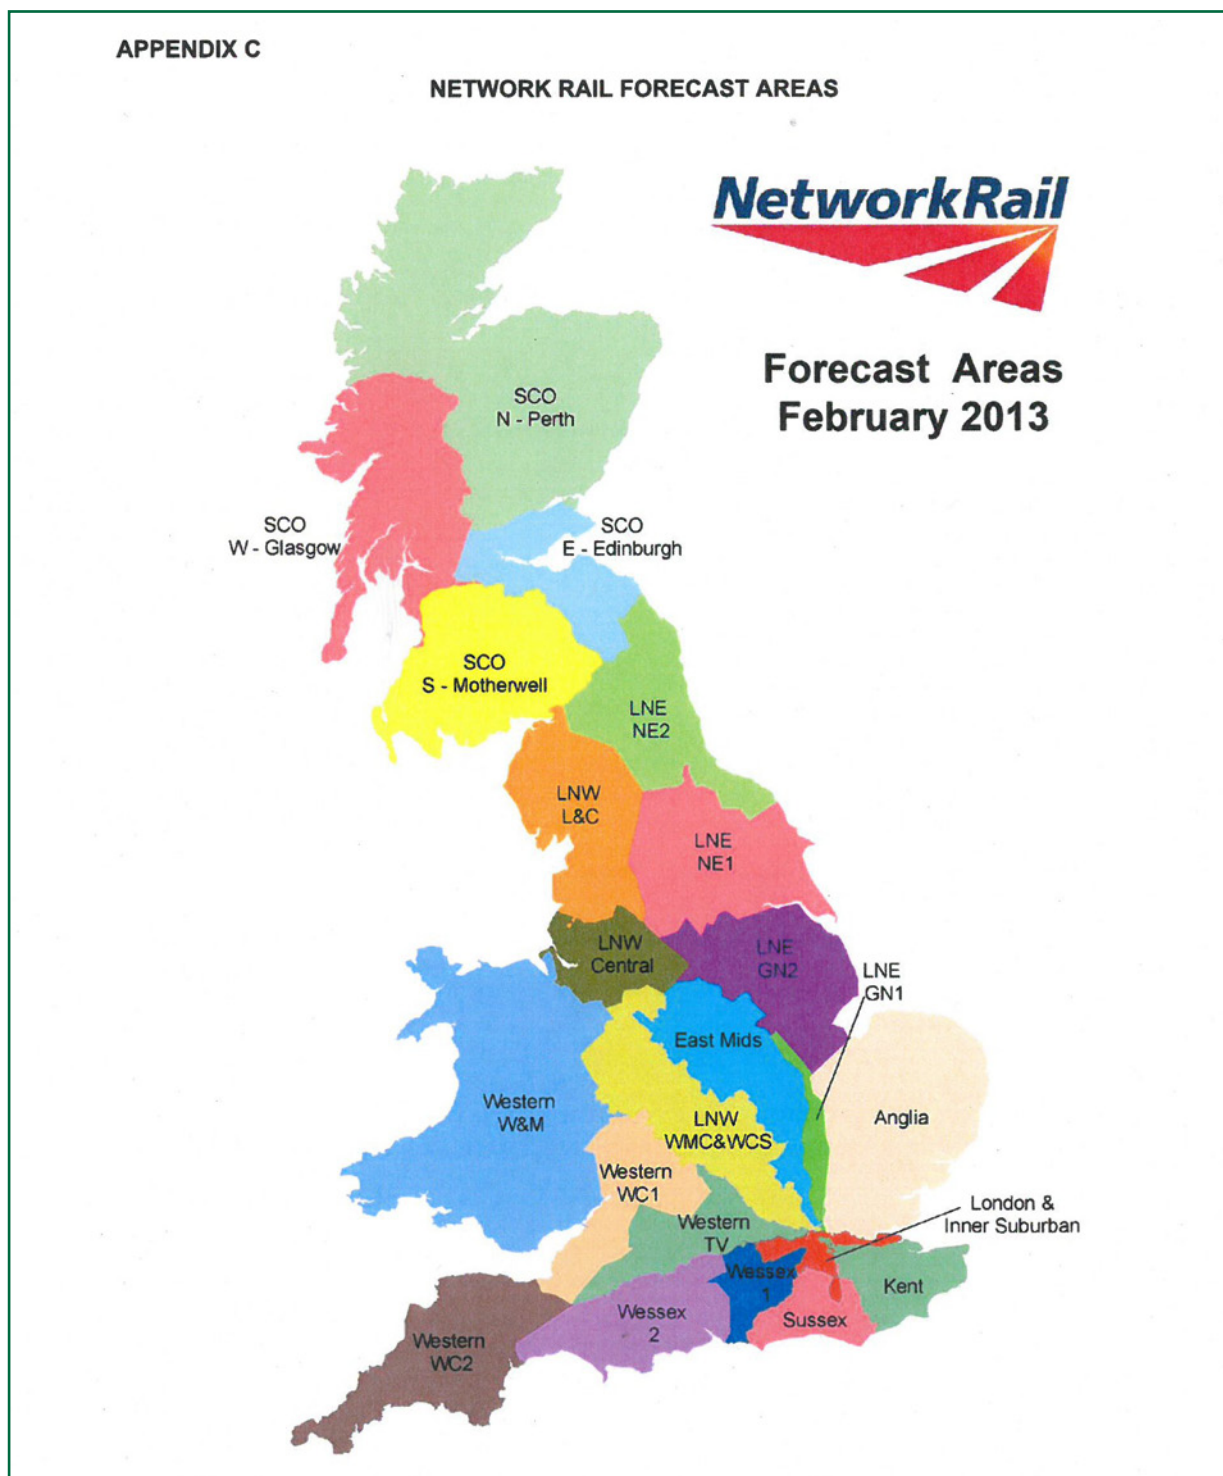 APPENDIX C
NETWORK RAIL FORECAST AREAS
NetworkRail
Forecast Areas
February 2013
SCO
N - Perth
SCO
W - Glasgow
SCO
E - Edinburgh
SCO
S - Motherwell
LNE
NE2
LNW
L&C
LNE
NE1
LNW
Central
LNE
GN2
LNE
GN1
East Mids
Western
W&M
LNW
WMC&WCS
Anglia
Western
WC1
Western
TV
London &
Inner Suburban
Wessex
1
Kent
Wessex
2
Sussex
Western
WC2